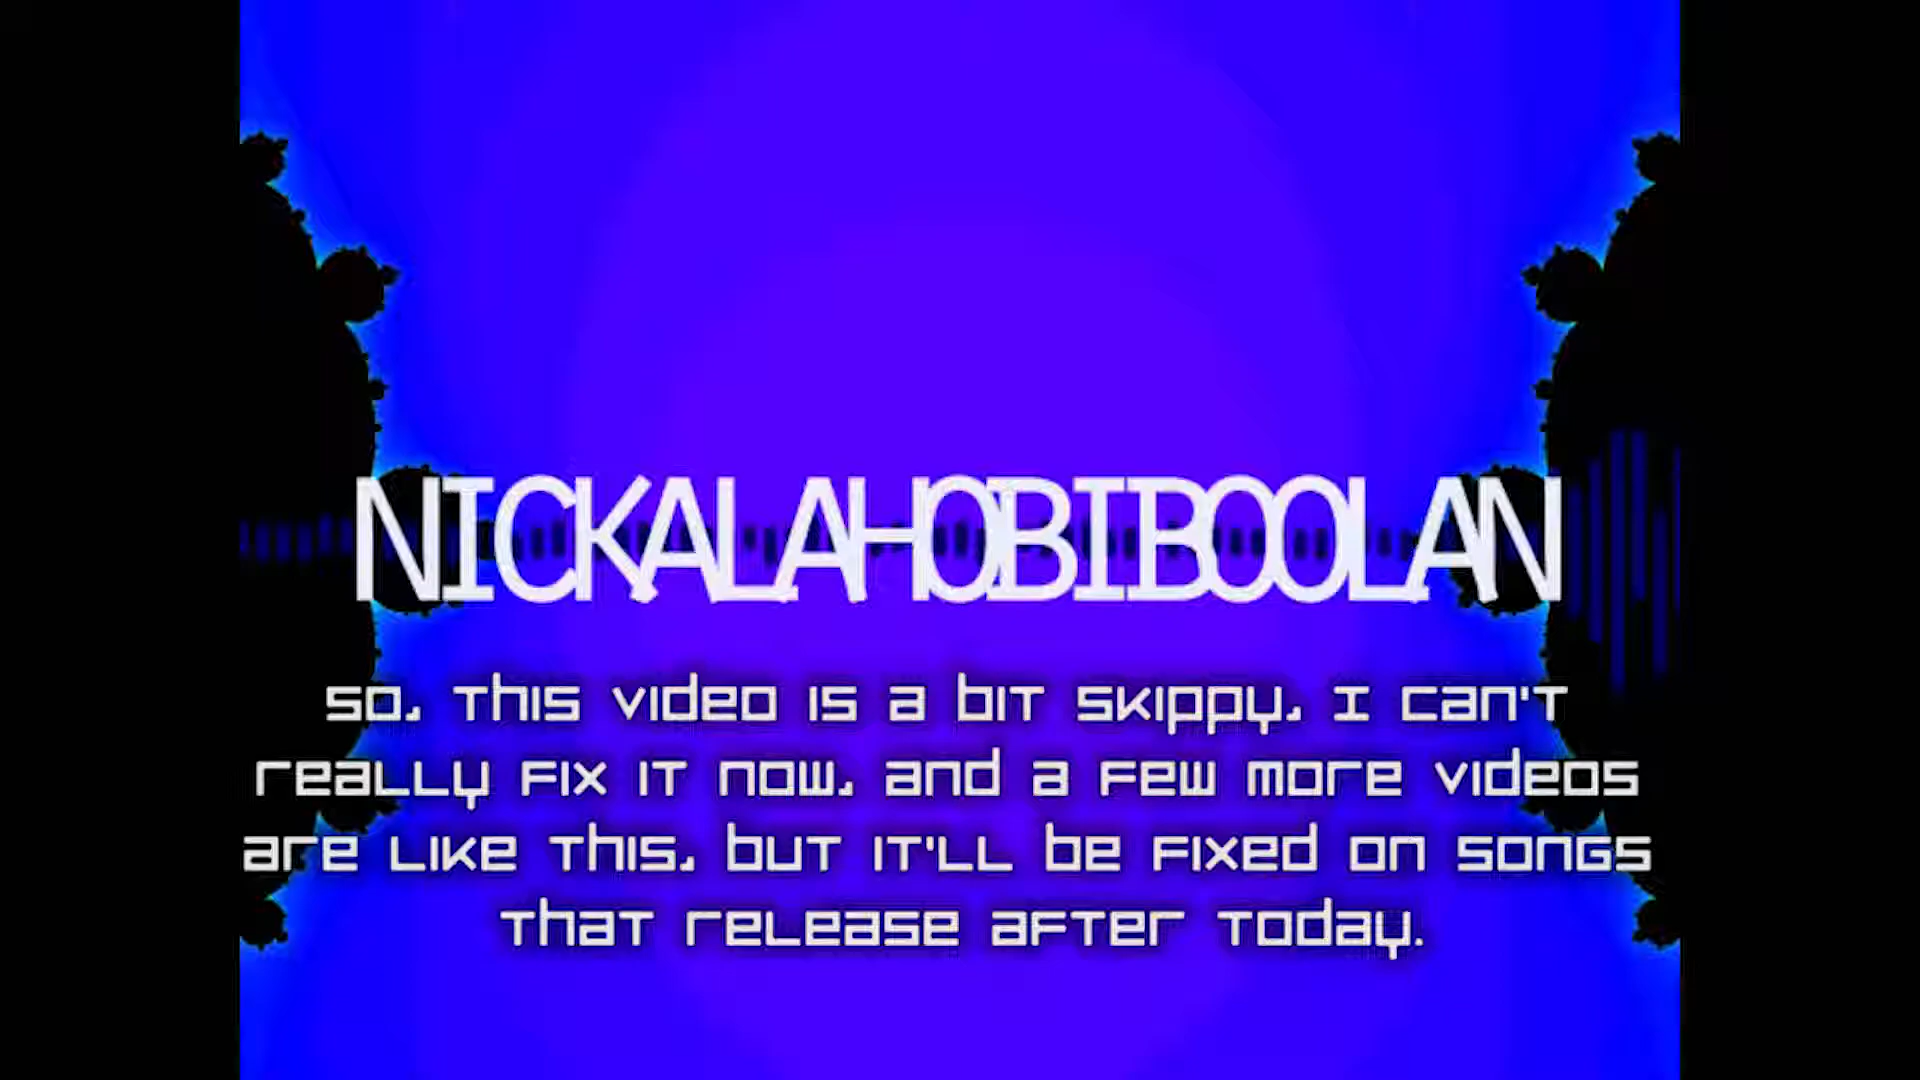 NICKALAHOBIBOOLAN
so, this video is a bit skippy, I can't
really fix it now, and a few more videos
are like this, but it'll be fixed on songs
that release after today.